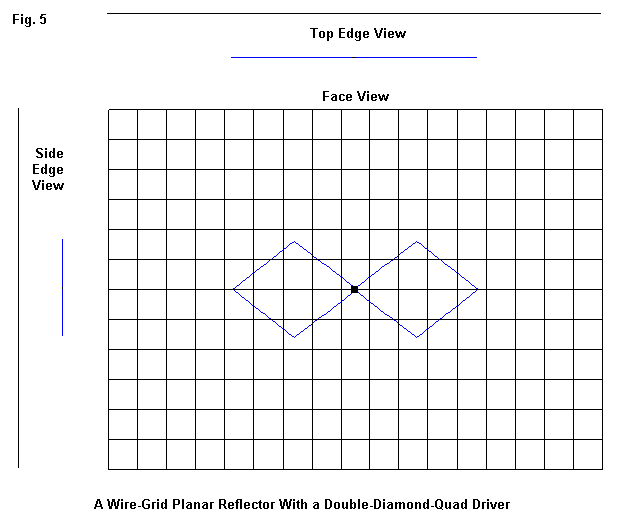 Fig. 5
Top Edge View
Face View
Side
Edge
View
A Wire-Grid Planar Reflector With a Double-Diamond-Quad Driver